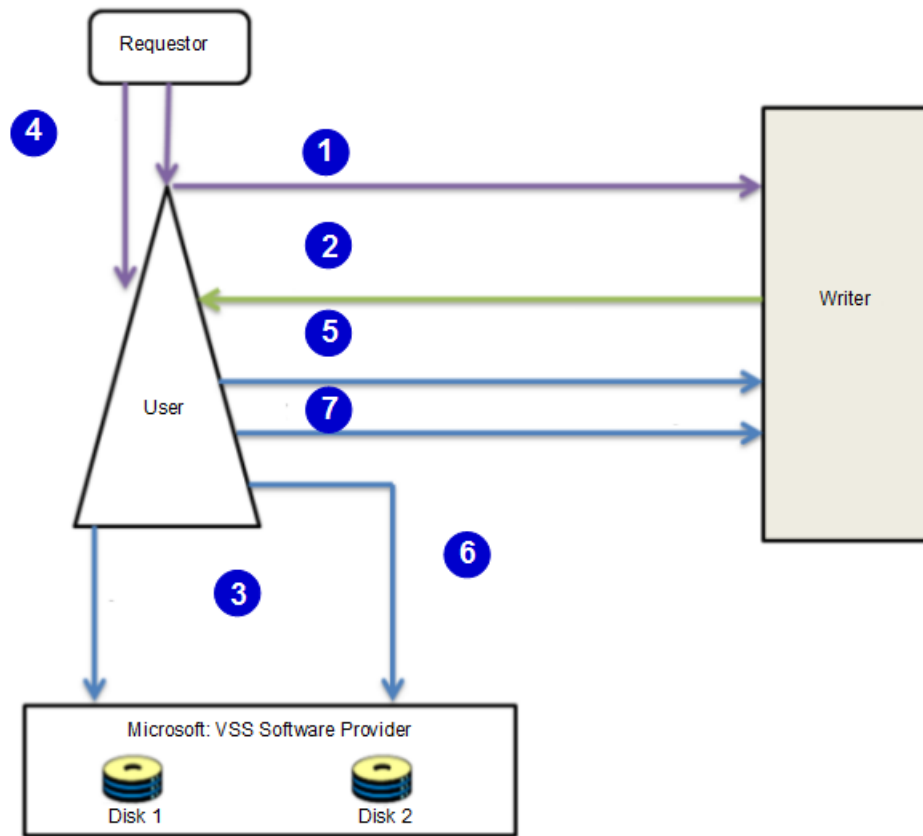 Requestor
4
1
2
Writer
5
User
7
6
3
Microsoft: VSS Software Provider
Disk 1
Disk 2